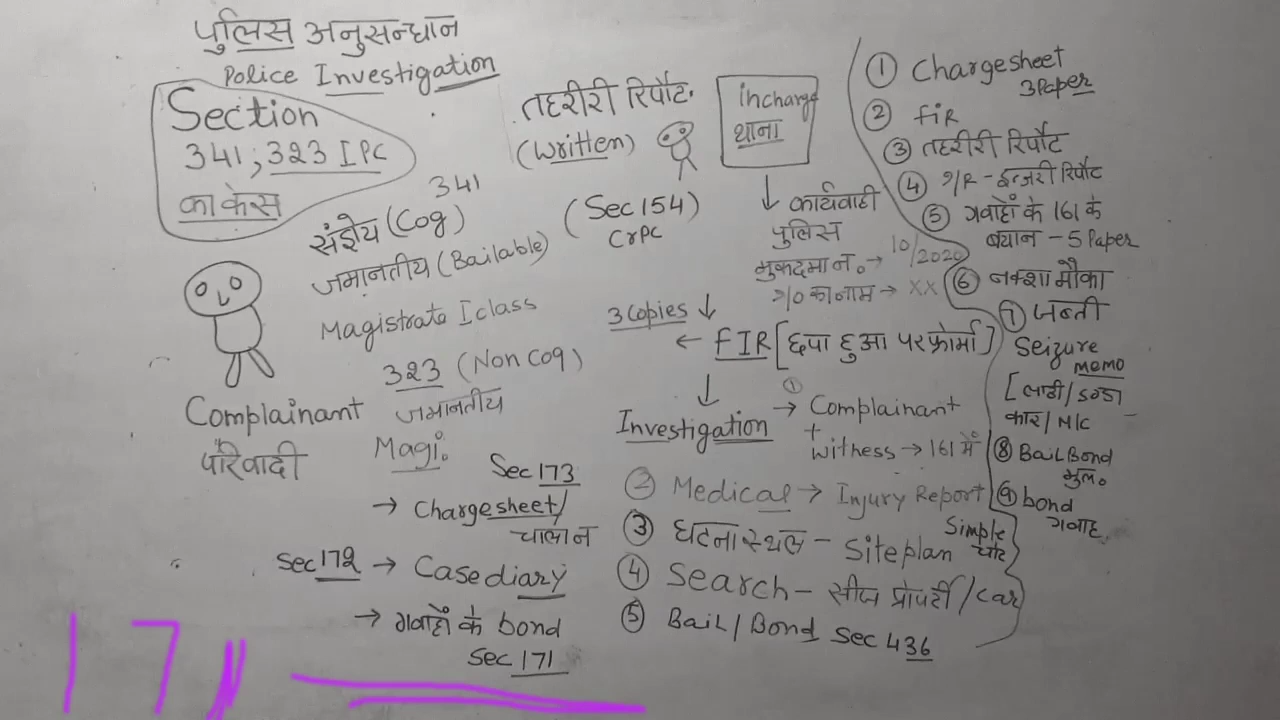 पुलिस अनुसन्धान
Police Investigation
Section
341, 323 IPC
का केस
341
संज्ञेय (Cog)
जमानतीय (Bailable)
Magistrate I class
323 (Non Cog)
जमानतीय
Magi.
Complainant
परिवादी
तहरीरी रिपोर्ट
(Written)
(Sec 154)
CrPC
incharge
थाना
↓ कार्यवाही
पुलिस
मुकदमा न. → 10/2020
I/O का नाम → XX
3 Copies ↓
← FIR [छपा हुआ परफ्रोर्मा]
↓
Investigation → ① Complainant
+
Witness → 161 में
② Medical → Injury Report
Simple चोट
③ घटनास्थल - Siteplan
④ Search - सीज प्रोपर्टी/car
⑤ Bail/Bond Sec 436
Sec 173
→ Chargesheet/
चालान
Sec 172 → Case diary
→ गवाहों के bond
Sec 171
① Chargesheet
3 Paper
② fiR
③ तहरीरी रिपोर्ट
④ I/R - इन्जरी रिपोर्ट
⑤ गवाहों के 161 के
बयान - 5 Paper
⑥ नक्शा मौका
⑦ जब्ती
Seizure
memo
[लाठी/डण्डा
कार/M/C
⑧ Bail Bond
मुल.
⑨ bond
गवाह
171